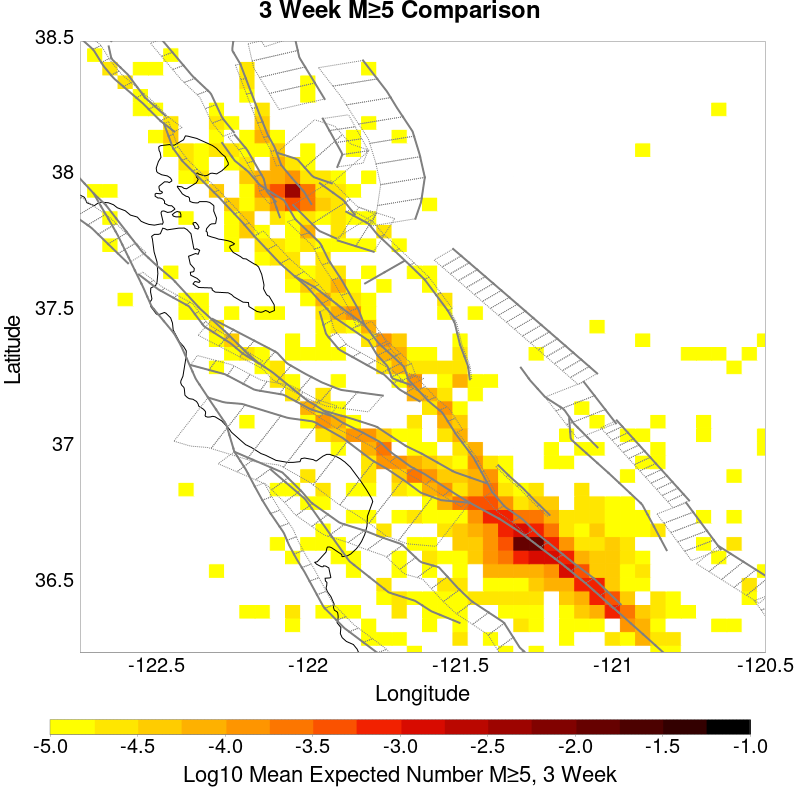 3 Week M≥5 Comparison
38.5
38
37.5
37
36.5
Latitude
-122.5 -122 -121.5 -121 -120.5
Longitude
-5.0 -4.5 -4.0 -3.5 -3.0 -2.5 -2.0 -1.5 -1.0
Log10 Mean Expected Number M≥5, 3 Week